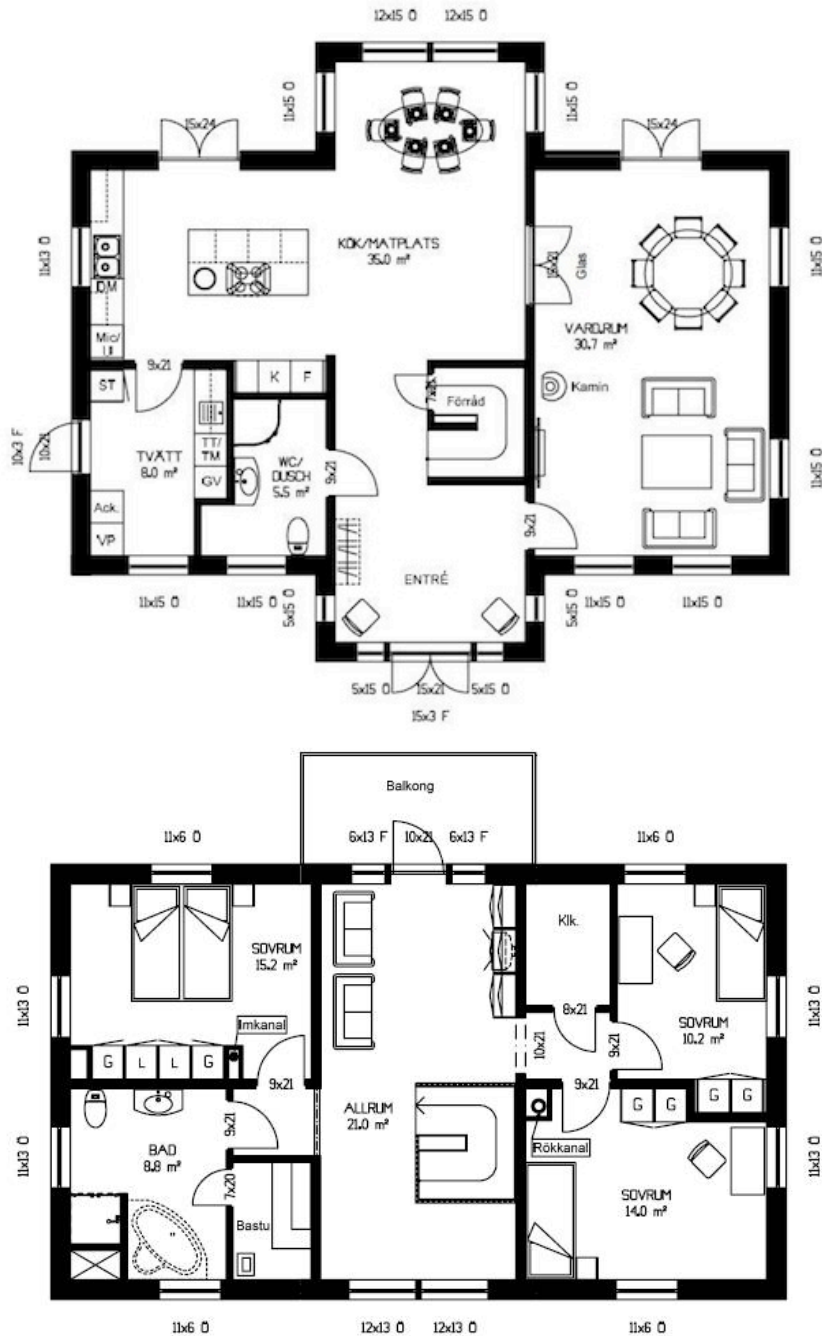 12x15 Ö
12x15 Ö
11x15 Ö
11x15 Ö
15x24
15x24
KÖK/MATPLATS
35.0 m²
11x13 Ö
DM
15x21
Glas
11x15 Ö
VARD.RUM
30.7 m²
Mic/
UI
9x21
K
F
7x20
Förråd
Kamin
ST
10x3 F
10x21
TVÄTT
8.0 m²
TT/
TM
GV
WC/
DUSCH
5.5 m²
9x21
11x15 Ö
Ack.
VP
9x21
ENTRÉ
11x15 Ö
11x15 Ö
5x15 Ö
5x15 Ö
11x15 Ö
11x15 Ö
5x15 Ö
15x21
5x15 Ö
15x3 F
Balkong
11x6 Ö
6x13 F
10x21
6x13 F
11x6 Ö
SOVRUM
15.2 m²
Klk.
11x13 Ö
Imkanal
8x21
SOVRUM
10.2 m²
11x13 Ö
G
L
L
G
9x21
10x21
9x21
9x21
G
G
G
G
ALLRUM
21.0 m²
9x21
BAD
8.8 m²
Rökkanal
11x13 Ö
11x13 Ö
7x20
Bastu
SOVRUM
14.0 m²
11x6 Ö
12x13 Ö
12x13 Ö
11x6 Ö